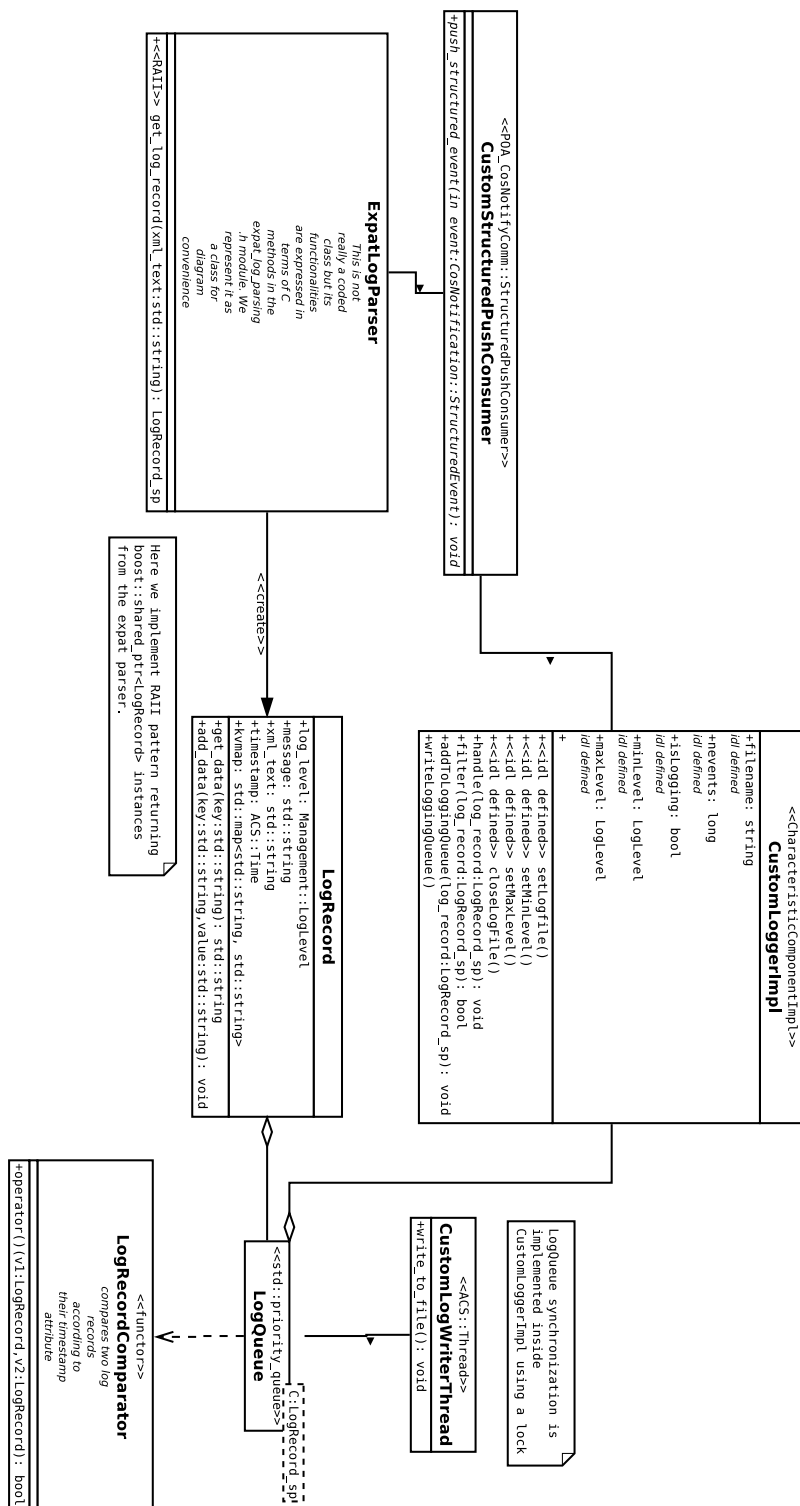 <<POA_CosNotifyComm::StructuredPushConsumer>>
CustomStructuredPushConsumer
+push_structured_event(in event:CosNotification::StructuredEvent): void
<<CharacteristicComponentImpl>>
CustomLoggerImpl
+filename: string
idl defined
+nevents: long
idl defined
+isLogging: bool
idl defined
+minLevel: LogLevel
idl defined
+maxLevel: LogLevel
idl defined
+
+<<idl defined>> setLogfile()
+<<idl defined>> setMinLevel()
+<<idl defined>> setMaxLevel()
+<<idl defined>> closeLogFile()
+handle(log_record:LogRecord_sp): void
+filter(log_record:LogRecord_sp): bool
+addToLoggingQueue(log_record:LogRecord_sp): void
+writeLoggingQueue()
LogQueue synchronization is
implemented inside
CustomLoggerImpl using a lock
<<ACS::Thread>>
CustomLogWriterThread
+write_to_file(): void
ExpatLogParser
This is not
really a coded
class but its
functionalities
are expressed in
terms of C
methods in the
expat_log_parsing
.h module. We
represent it as
a class for
diagram
convenience
+<<RAII>> get_log_record(xml_text:std::string): LogRecord_sp
<<create>>
LogRecord
+log_level: Management::LogLevel
+message: std::string
+xml_text: std::string
+timestamp: ACS::Time
+kvmap: std::map<std::string, std::string>
+get_data(key:std::string): std::string
+add_data(key:std::string,value:std::string): void
C:LogRecord_sp
<<std::priority_queue>>
LogQueue
Here we implement RAII pattern returning
boost::shared_ptr<LogRecord> instances
from the expat parser.
<<functor>>
LogRecordComparator
compares two log
records
according to
their timestamp
attribute
+operator()(v1:LogRecord,v2:LogRecord): bool